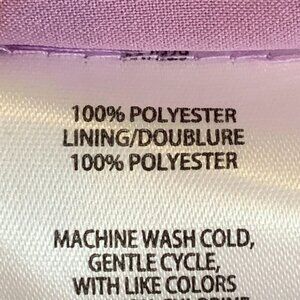 100% POLYESTER
LINING/DOUBLURE
100% POLYESTER
MACHINE WASH COLD,
GENTLE CYCLE,
WITH LIKE COLORS